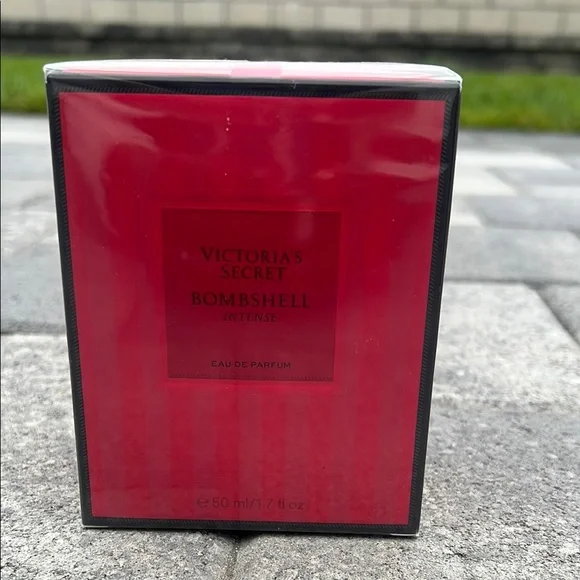 VICTORIA'S
SECRET
BOMBSHELL
INTENSE
EAU DE PARFUM
℮ 50 ml/1.7 fl oz